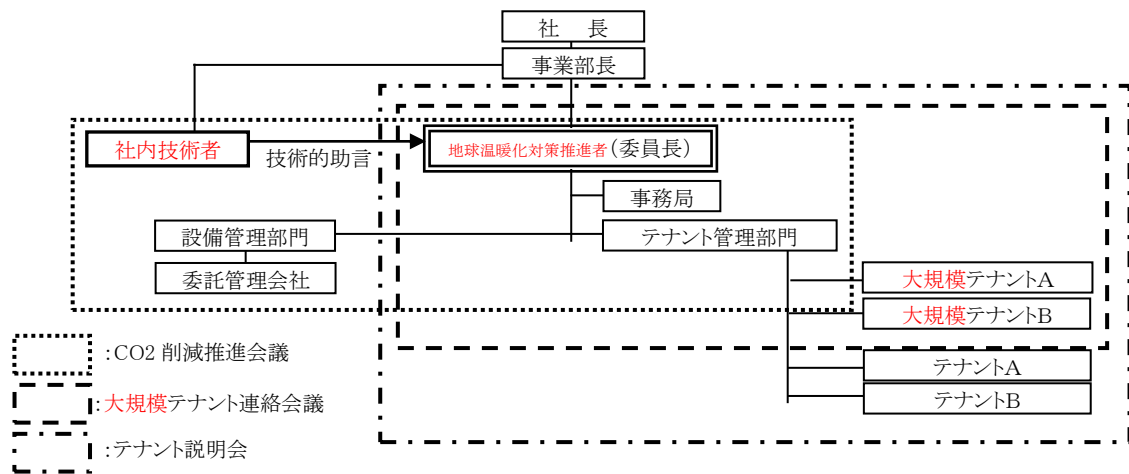 社　長
事業部長
社内技術者
技術的助言
地球温暖化対策推進者(委員長)
事務局
設備管理部門
テナント管理部門
委託管理会社
大規模テナントA
大規模テナントB
:CO2 削減推進会議
テナントA
:大規模テナント連絡会議
テナントB
:テナント説明会